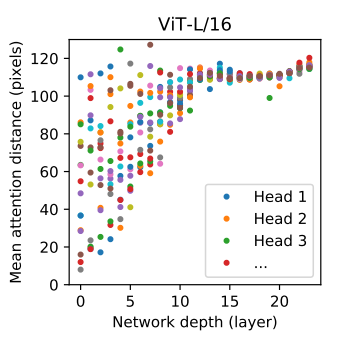 ViT-L/16
Mean attention distance (pixels)
120
100
80
60
40
20
0
Head 1
Head 2
Head 3
...
0 5 10 15 20
Network depth (layer)